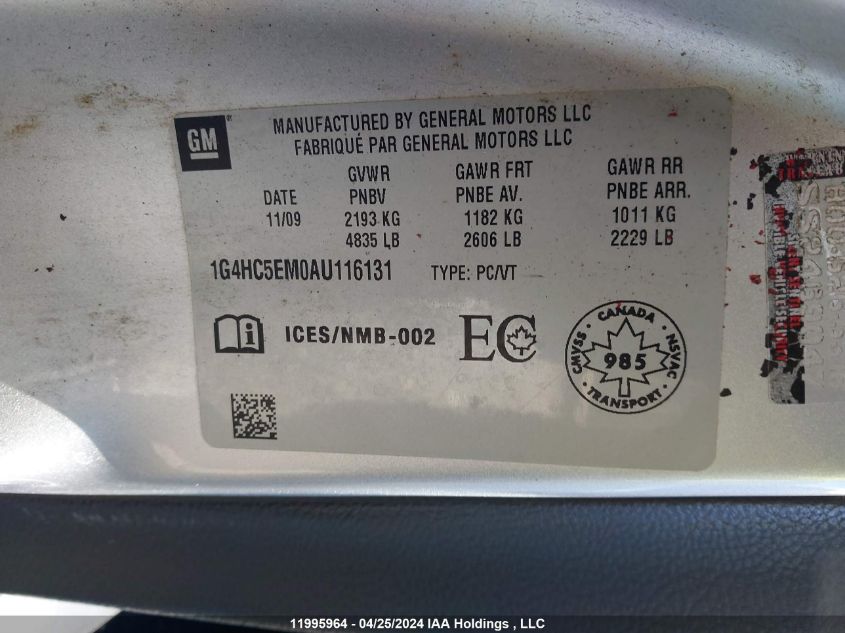 GM
MANUFACTURED BY GENERAL MOTORS LLC
FABRIQUÉ PAR GENERAL MOTORS LLC
GVWR GAWR FRT GAWR RR
DATE PNBV PNBE AV. PNBE ARR.
11/09 2193 KG 1182 KG 1011 KG
4835 LB 2606 LB 2229 LB
1G4HC5EM0AU116131 TYPE: PC/VT
i ICES/NMB-002 EC
CANADA
CMVSS 985 NSVAC
TRANSPORT
11995964 - 04/25/2024 IAA Holdings , LLC